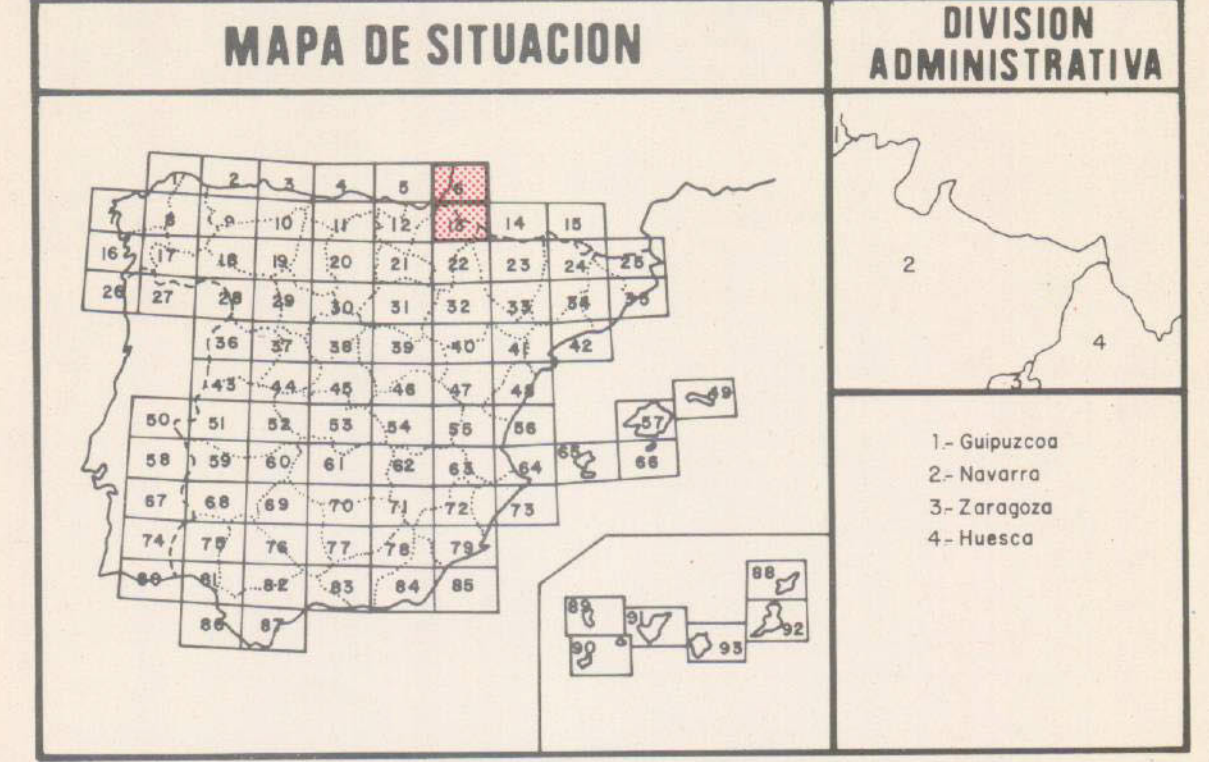 MAPA DE SITUACION
DIVISION
ADMINISTRATIVA
1 2 3 4 5 6
7 8 9 10 11 12 13 14 15
16 17 18 19 20 21 22 23 24 25
26 27 28 29 30 31 32 33 34 35
36 37 38 39 40 41 42
43 44 45 46 47 48 49
50 51 52 53 54 55 56 57
58 59 60 61 62 63 64 65 66
67 68 69 70 71 72 73
74 75 76 77 78 79
80 81 82 83 84 85
86 87
88
89 91 92
90 93
1
2
4
3
1.- Guipuzcoa
2.- Navarra
3.- Zaragoza
4.- Huesca